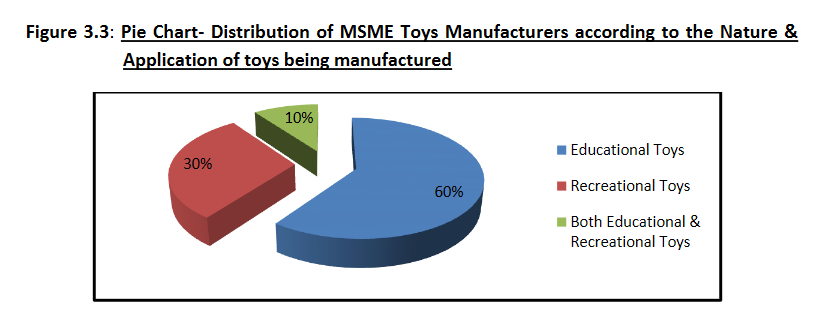 Figure 3.3: Pie Chart- Distribution of MSME Toys Manufacturers according to the Nature &
Application of toys being manufactured
10%
30%
60%
Educational Toys
Recreational Toys
Both Educational &
Recreational Toys